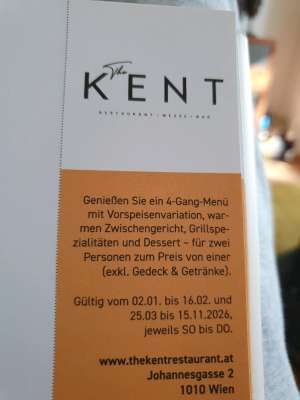 The
KENT
RESTAURANT | MEZZE • BAR
Genießen Sie ein 4-Gang-Menü
mit Vorspeisenvariation, war-
men Zwischengericht, Grillspe-
zialitäten und Dessert – für zwei
Personen zum Preis von einer
(exkl. Gedeck & Getränke).
Gültig vom 02.01. bis 16.02. und
25.03 bis 15.11.2026,
jeweils SO bis DO.
www.thekentrestaurant.at
Johannesgasse 2
1010 Wien